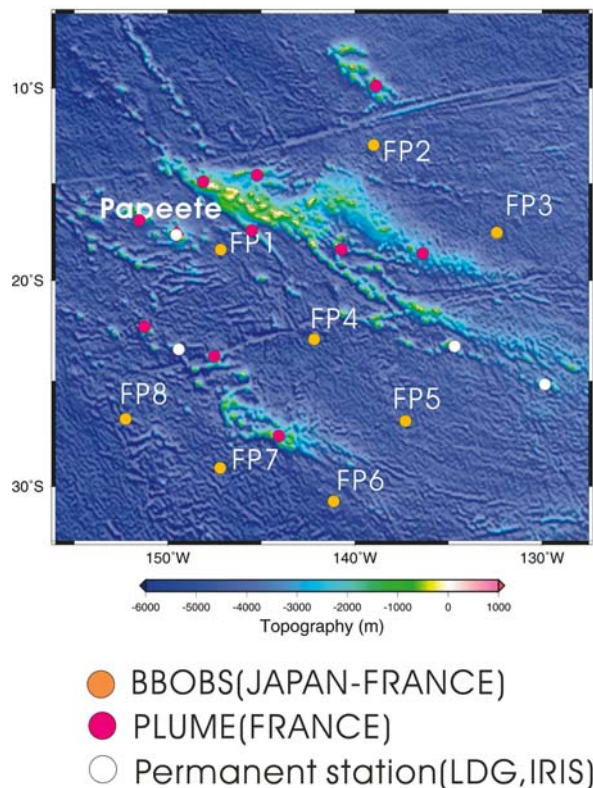 10°S
FP2
FP3
Papeete
FP1
20°S
FP4
FP8
FP5
FP7
FP6
30°S
150°W 140°W 130°W
-6000 -5000 -4000 -3000 -2000 -1000 0 1000
Topography (m)
BBOBS(JAPAN-FRANCE)
PLUME(FRANCE)
Permanent station(LDG,IRIS)